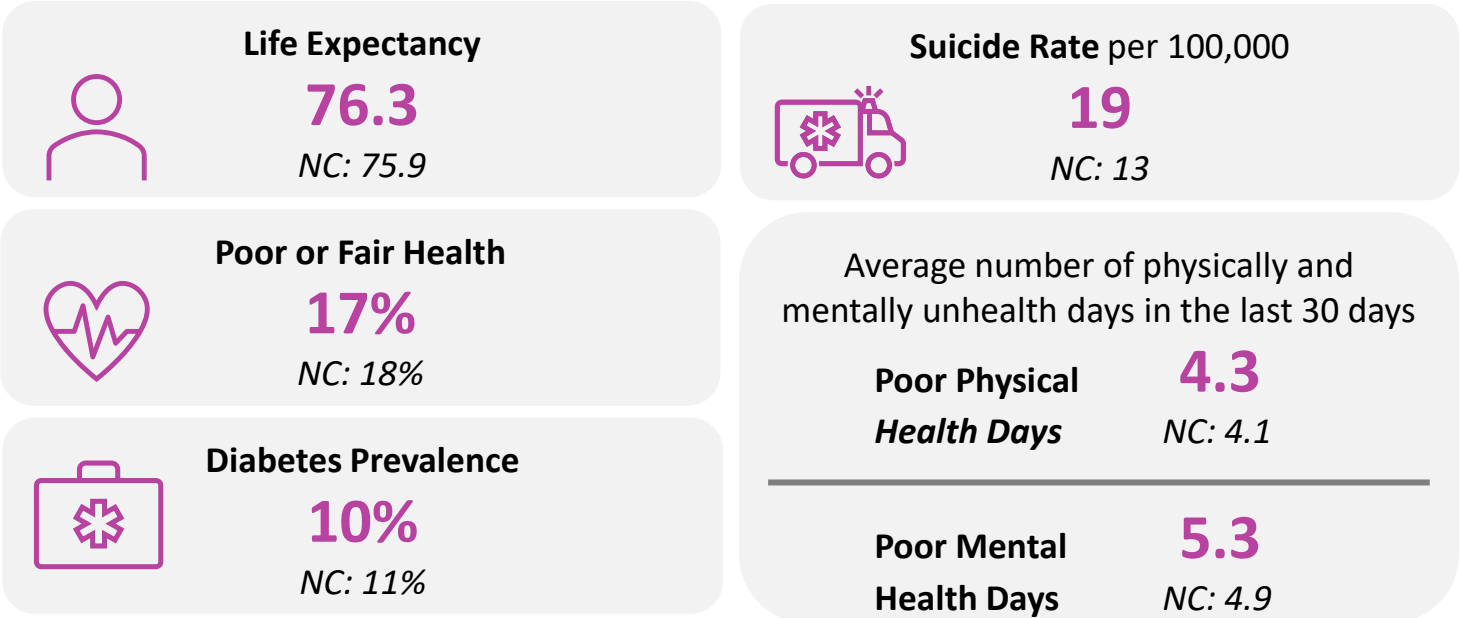 Life Expectancy
76.3
NC: 75.9
Poor or Fair Health
17%
NC: 18%
Diabetes Prevalence
10%
NC: 11%
Suicide Rate per 100,000
19
NC: 13
Average number of physically and
mentally unhealth days in the last 30 days
Poor Physical 4.3
Health Days NC: 4.1
Poor Mental 5.3
Health Days NC: 4.9